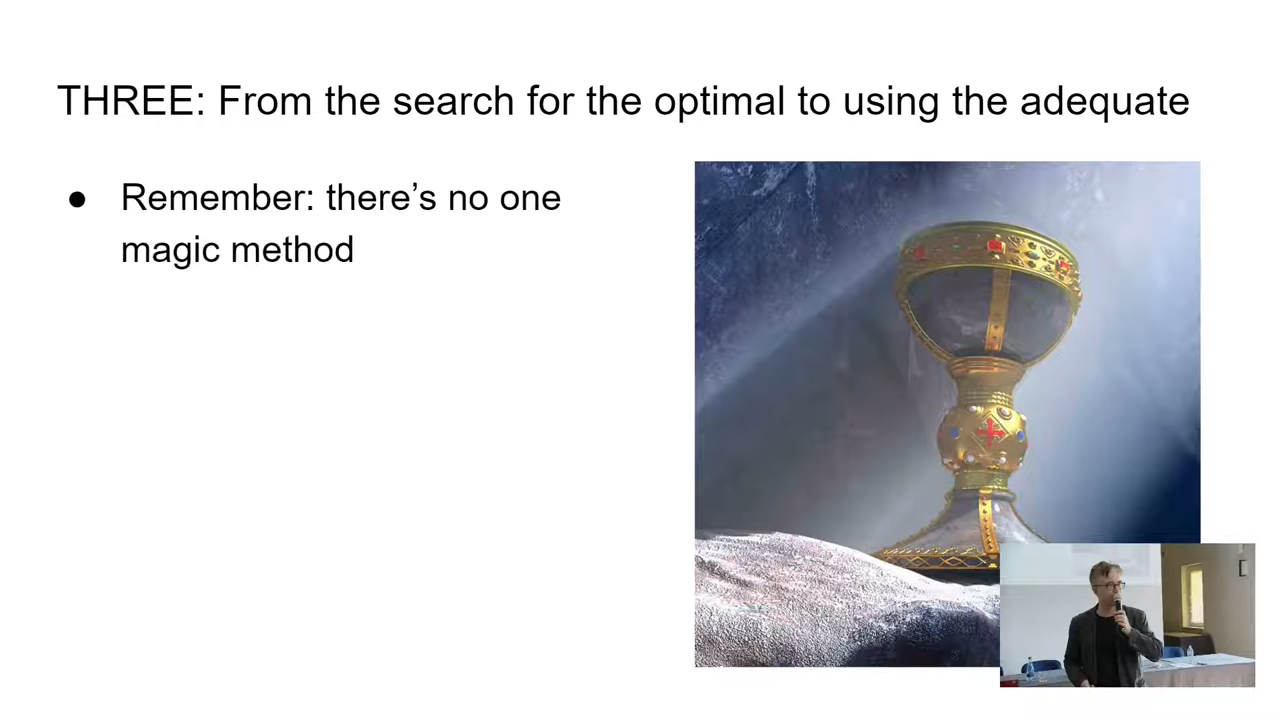 THREE: From the search for the optimal to using the adequate
● Remember: there’s no one
magic method